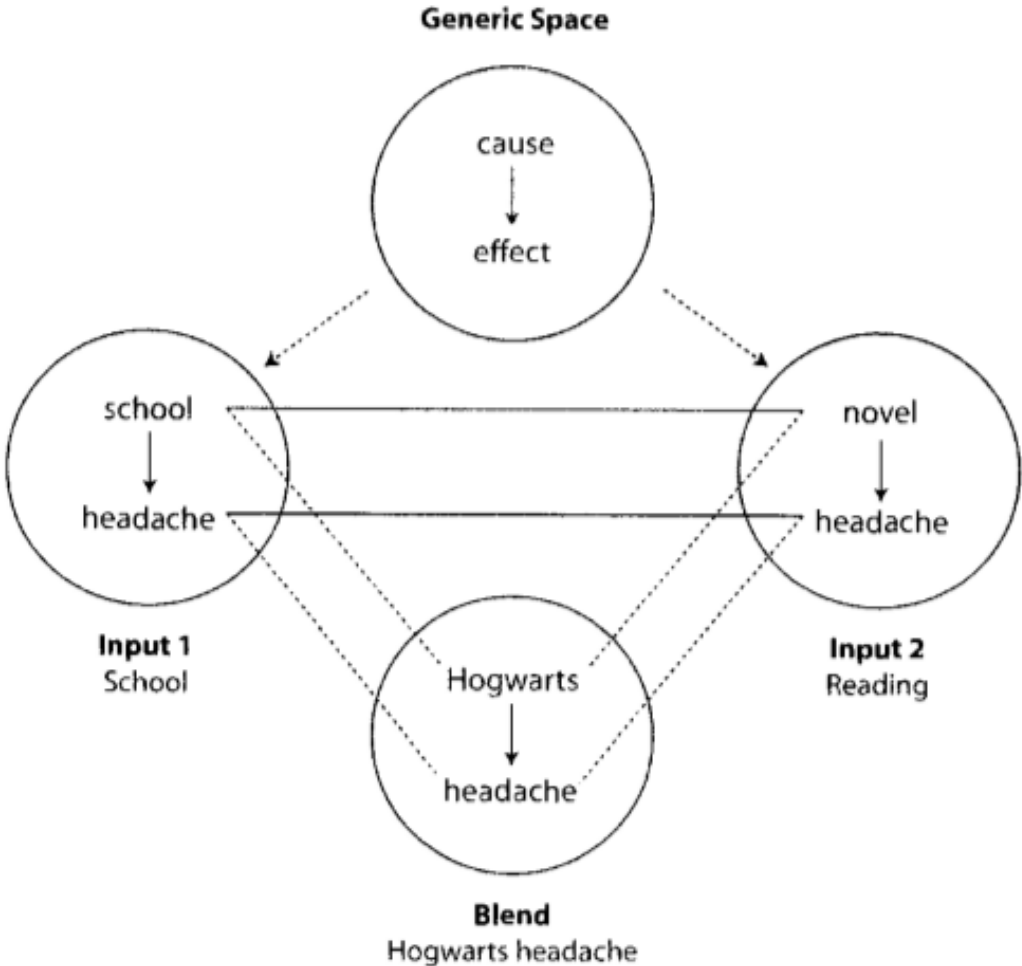 Generic Space
cause
effect
school
novel
headache
headache
Input 1
School
Input 2
Reading
Hogwarts
headache
Blend
Hogwarts headache